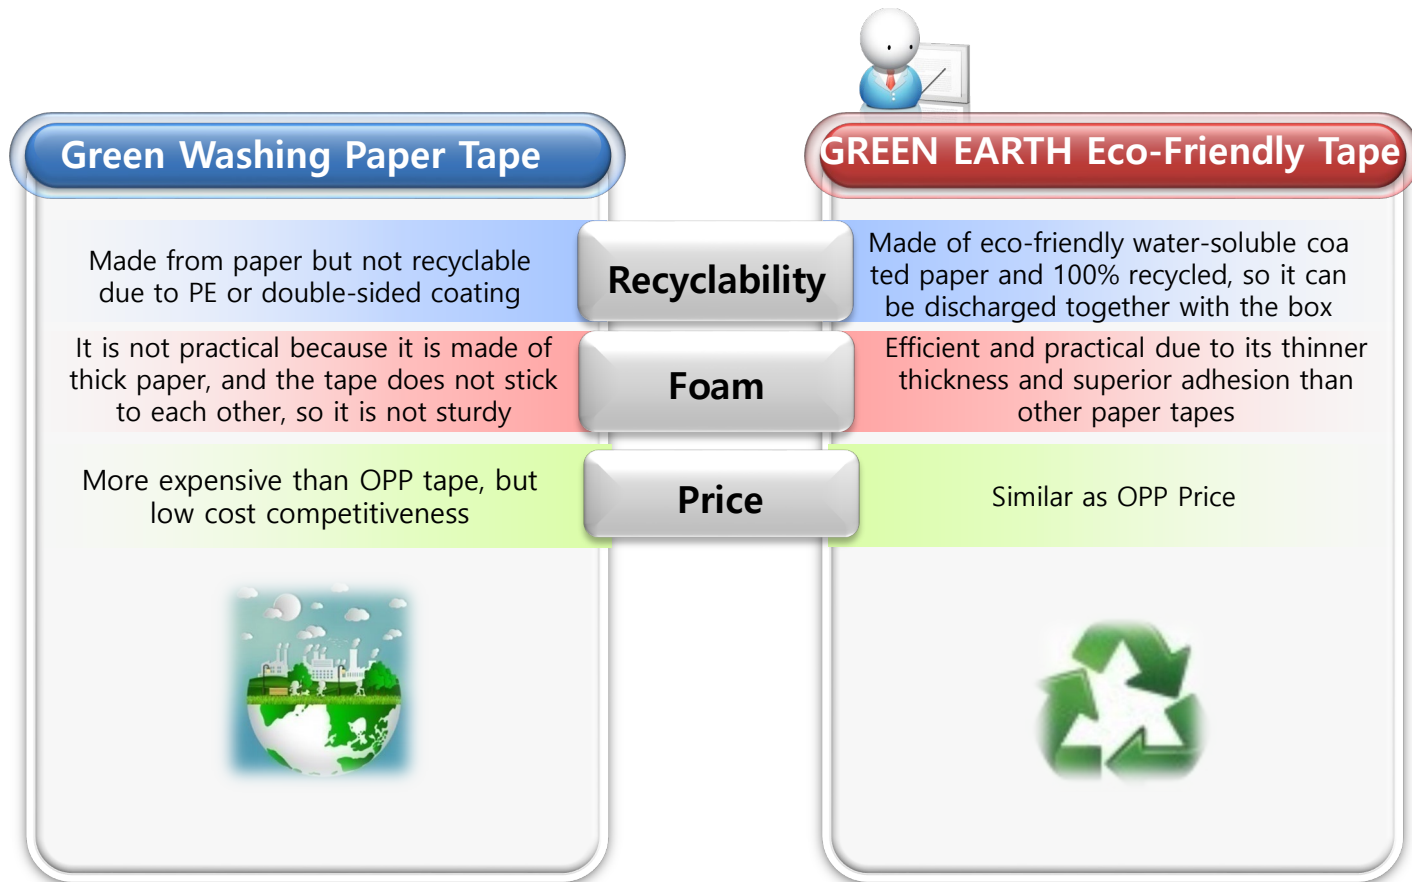 Green Washing Paper Tape
GREEN EARTH Eco-Friendly Tape
Made from paper but not recyclable
due to PE or double-sided coating
Recyclability
Made of eco-friendly water-soluble coa
ted paper and 100% recycled, so it can
be discharged together with the box
It is not practical because it is made of
thick paper, and the tape does not stick
to each other, so it is not sturdy
Foam
Efficient and practical due to its thinner
thickness and superior adhesion than
other paper tapes
More expensive than OPP tape, but
low cost competitiveness
Price
Similar as OPP Price